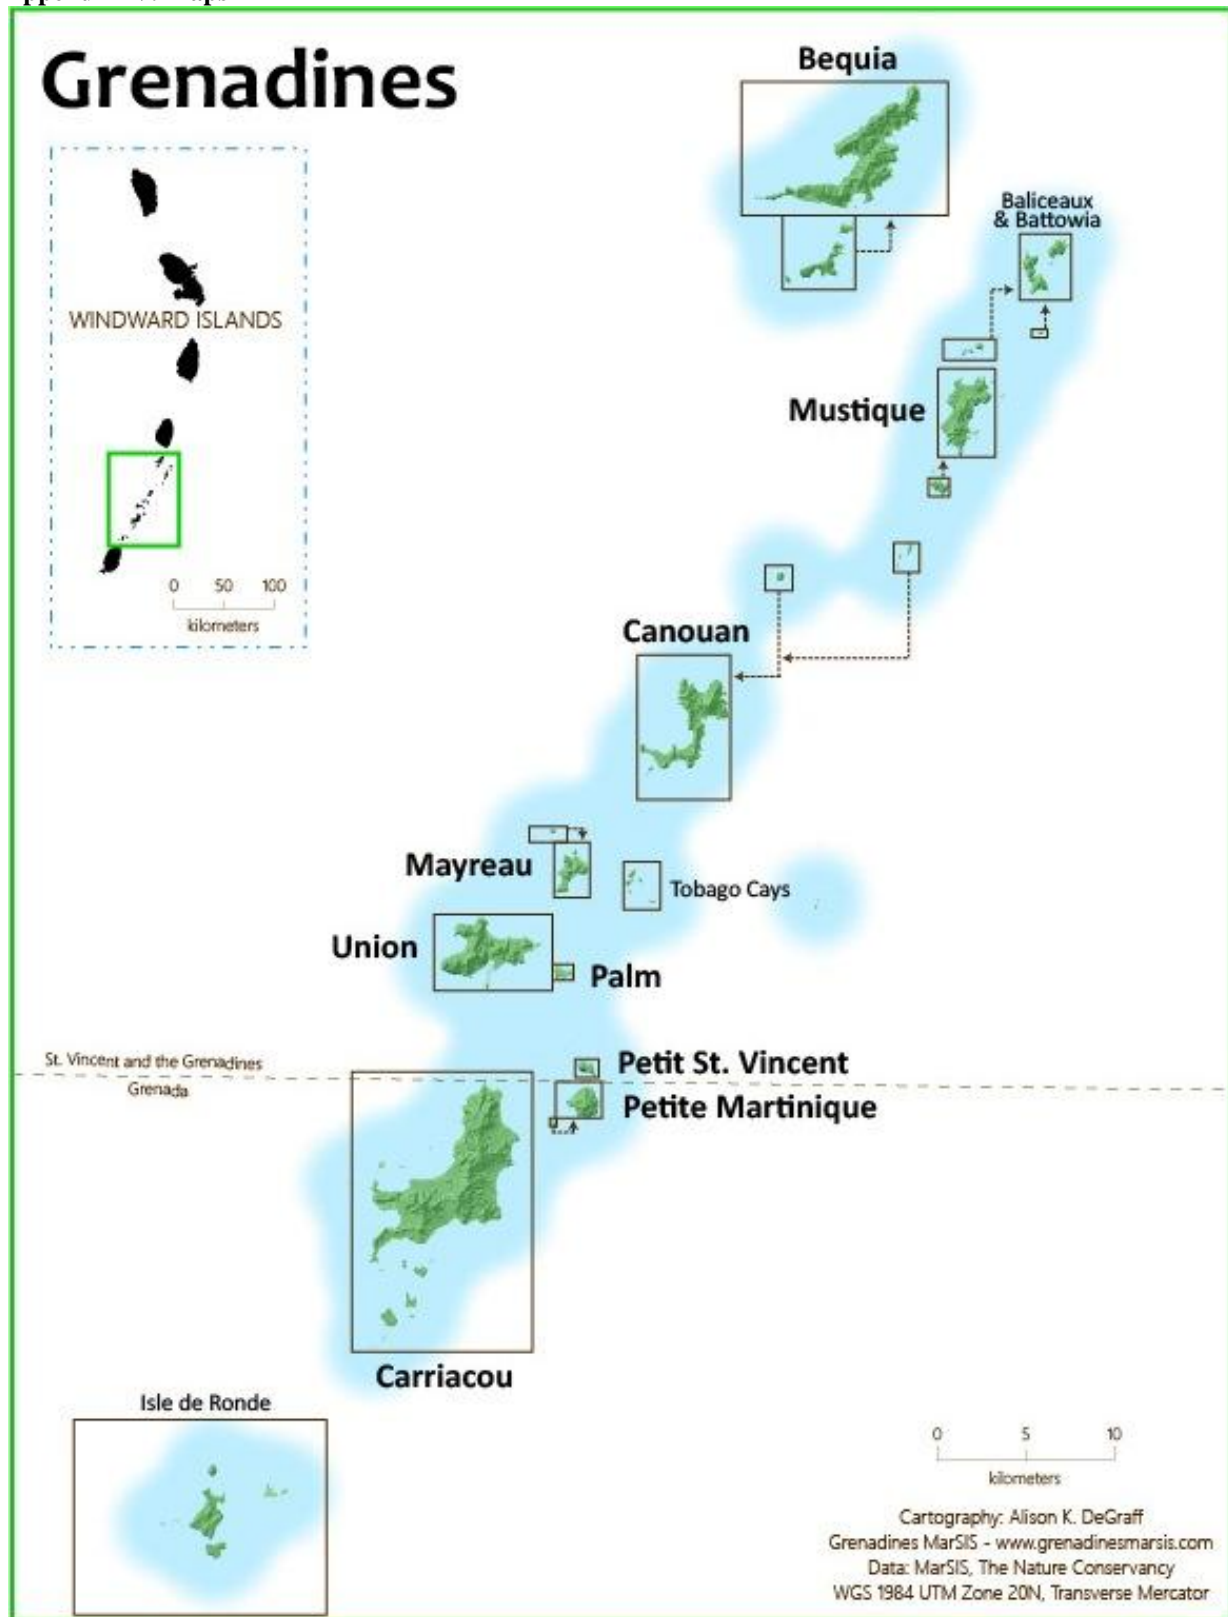 Grenadines
Bequia
Baliceaux
& Battowia
WINDWARD ISLANDS
Mustique
0 50 100
kilometers
Canouan
Mayreau
Tobago Cays
Union
Palm
St. Vincent and the Grenadines
Grenada
Petit St. Vincent
Petite Martinique
Carriacou
Isle de Ronde
0 5 10
kilometers
Cartography: Alison K. DeGraff
Grenadines MarSIS - www.grenadinesmarsis.com
Data: MarSIS, The Nature Conservancy
WGS 1984 UTM Zone 20N, Transverse Mercator